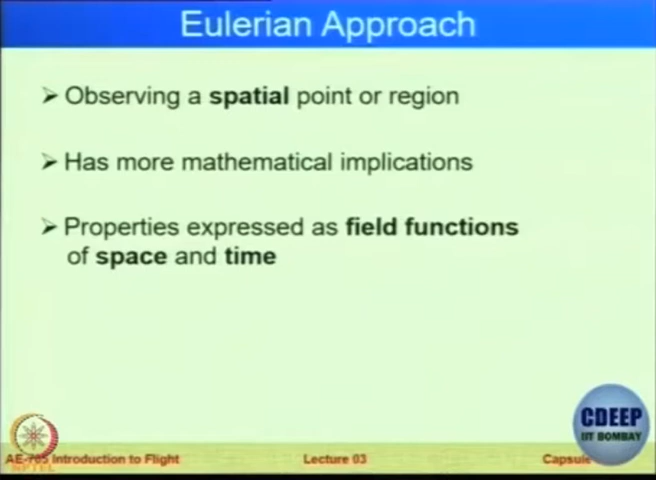 Eulerian Approach
➤ Observing a spatial point or region
➤ Has more mathematical implications
➤ Properties expressed as field functions
of space and time
CDEEP
IIT BOMBAY
AE-705 Introduction to Flight
Lecture 03
Capsule
NPTEL